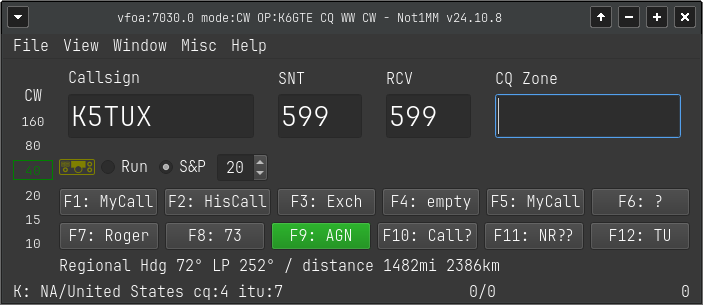 vfoa:7030.0 mode:CW OP:K6GTE CQ WW CW - Not1MM v24.10.8
File View Window Misc Help
Callsign SNT RCV CQ Zone
CW
K5TUX 599 599
160
80
40
Run S&P 20
20
F1: MyCall F2: HisCall F3: Exch F4: empty F5: MyCall F6: ?
15
F7: Roger F8: 73 F9: AGN F10: Call? F11: NR?? F12: TU
10
Regional Hdg 72° LP 252° / distance 1482mi 2386km
K: NA/United States cq:4 itu:7 0/0 0